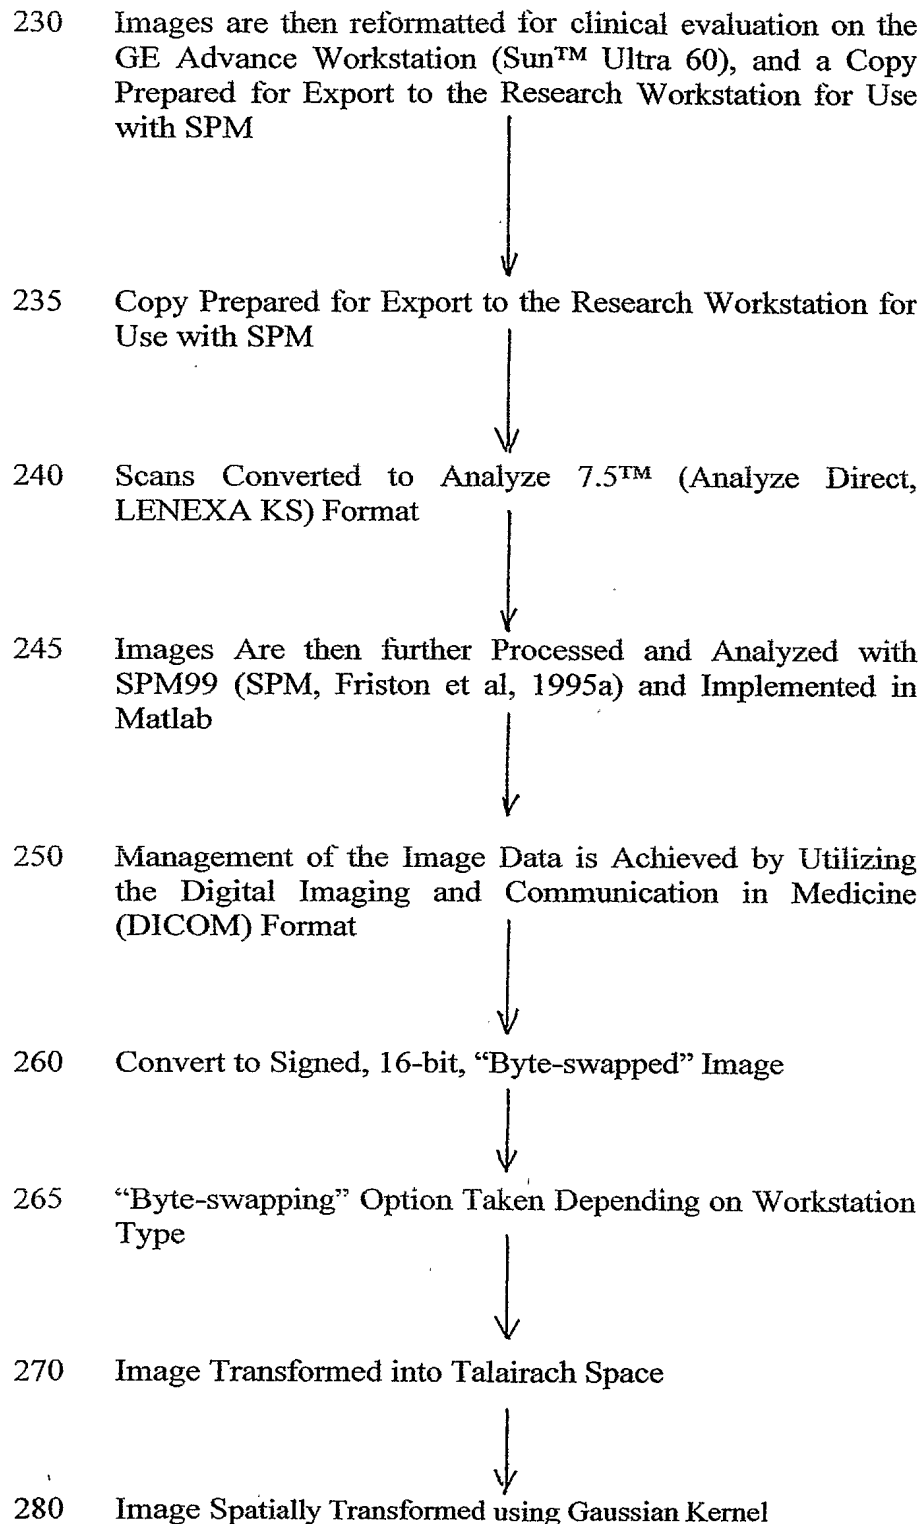 230 Images are then reformatted for clinical evaluation on the
GE Advance Workstation (Sun™ Ultra 60), and a Copy
Prepared for Export to the Research Workstation for Use
with SPM
235 Copy Prepared for Export to the Research Workstation for
Use with SPM
240 Scans Converted to Analyze 7.5™ (Analyze Direct,
LENEXA KS) Format
245 Images Are then further Processed and Analyzed with
SPM99 (SPM, Friston et al, 1995a) and Implemented in
Matlab
250 Management of the Image Data is Achieved by Utilizing
the Digital Imaging and Communication in Medicine
(DICOM) Format
260 Convert to Signed, 16-bit, “Byte-swapped” Image
265 “Byte-swapping” Option Taken Depending on Workstation
Type
270 Image Transformed into Talairach Space
280 Image Spatially Transformed using Gaussian Kernel